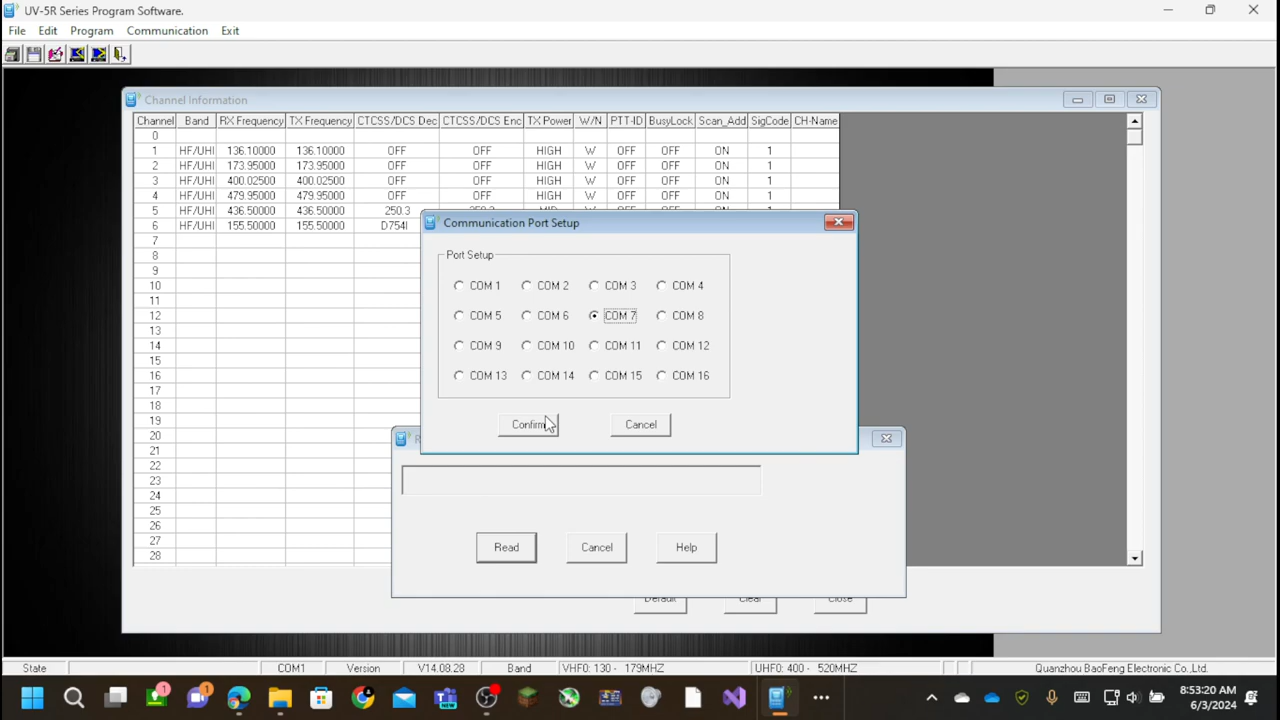 UV-5R Series Program Software.
File Edit Program Communication Exit
Channel Information
Channel Band RX Frequency TX Frequency CTCSS/DCS Dec CTCSS/DCS Enc TX Power W/N PTT-ID BusyLock Scan_Add SigCode CH-Name
0
1 HF/UHI 136.10000 136.10000 OFF OFF HIGH W OFF OFF ON 1
2 HF/UHI 173.95000 173.95000 OFF OFF HIGH W OFF OFF ON 1
3 HF/UHI 400.02500 400.02500 OFF OFF HIGH W OFF OFF ON 1
4 HF/UHI 479.95000 479.95000 OFF OFF HIGH W OFF OFF ON 1
5 HF/UHI 436.50000 436.50000 250.3 W OFF OFF ON 1
6 HF/UHI 155.50000 155.50000 D754I
7
8
9
10
11
12
13
14
15
16
17
18
19
20
21
22
23
24
25
26
27
28
Communication Port Setup
Port Setup
COM 1 COM 2 COM 3 COM 4
COM 5 COM 6 COM 7 COM 8
COM 9 COM 10 COM 11 COM 12
COM 13 COM 14 COM 15 COM 16
Confirm Cancel
Read Cancel Help
Default Clear Close
State COM1 Version V14.08.28 Band VHF0: 130 - 179MHZ UHF0: 400 - 520MHZ Quanzhou BaoFeng Electronic Co.,Ltd.
1 1
8:53:20 AM
6/3/2024